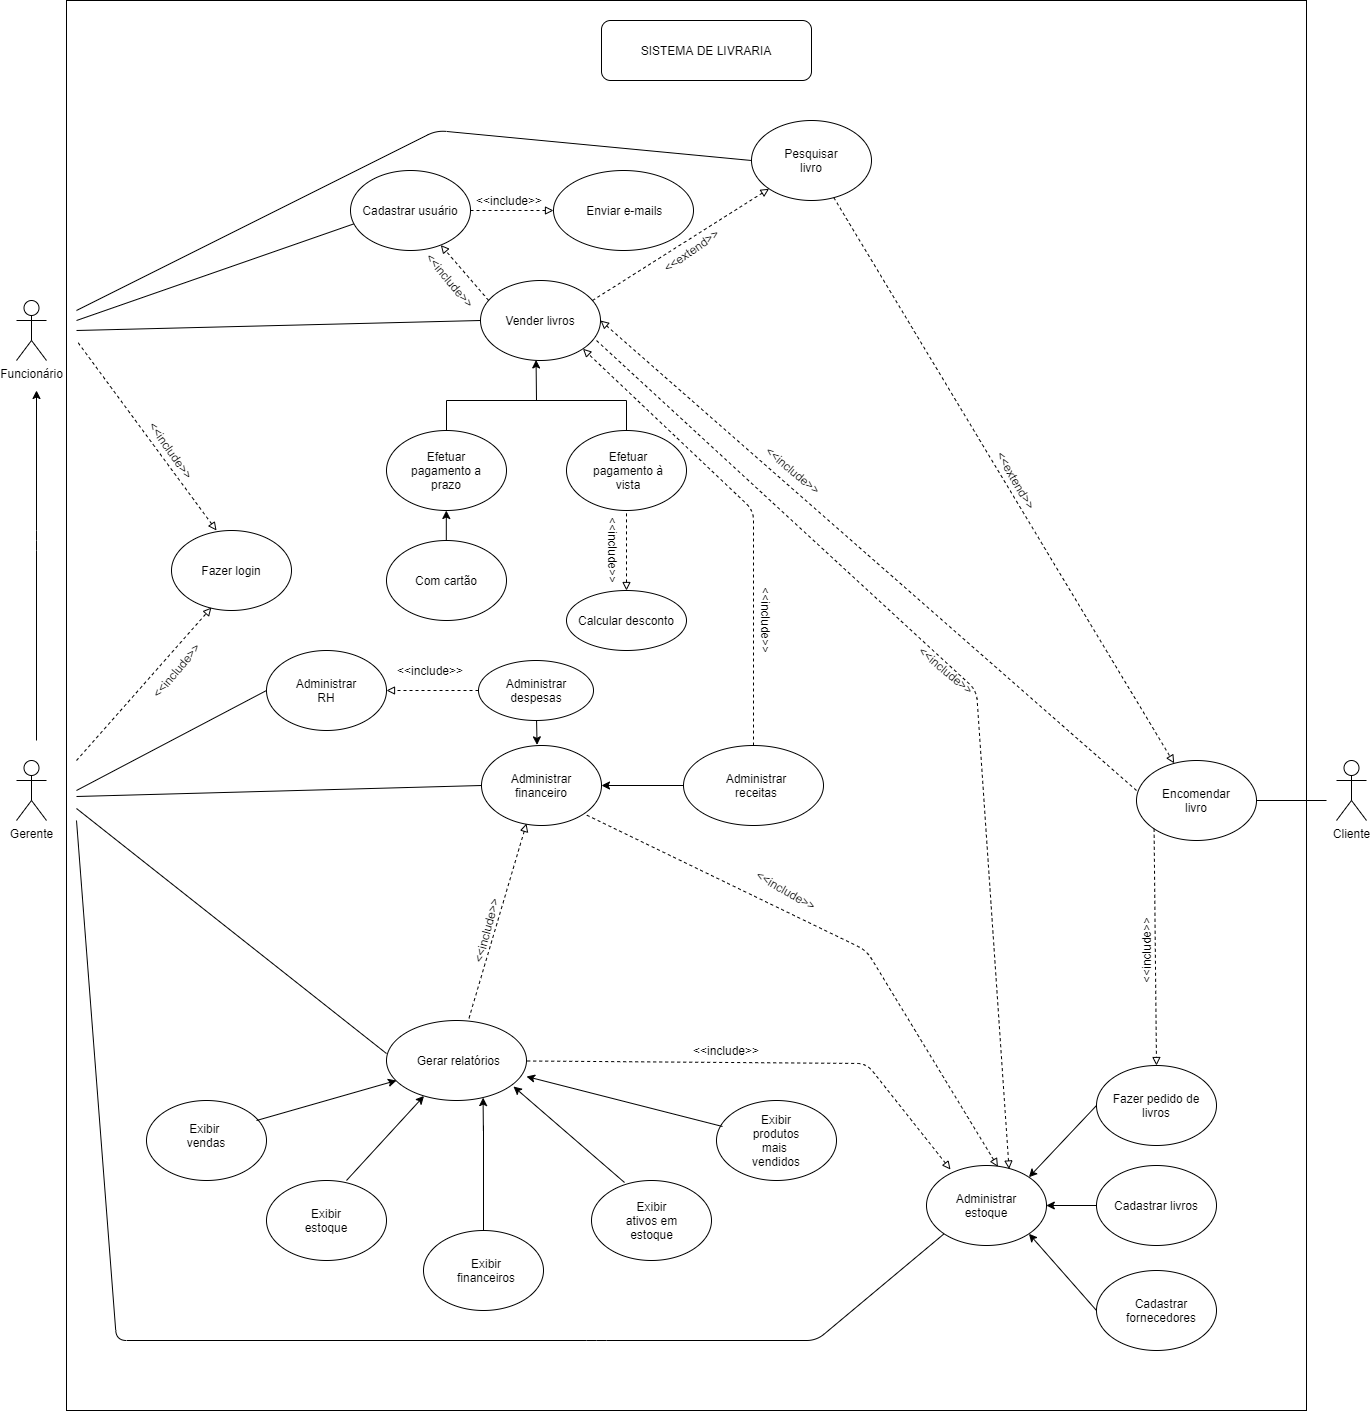 SISTEMA DE LIVRARIA
Pesquisar
livro
Cadastrar usuário
<<include>>
Enviar e-mails
<<extend>>
<<include>>
Vender livros
Funcionário
<<include>>
Efetuar
pagamento a
prazo
Efetuar
pagamento à
vista
<<include>>
<<extend>>
<<include>>
Com cartão
Fazer login
Calcular desconto
<<include>>
<<include>>
<<include>>
Administrar
RH
<<include>>
Administrar
despesas
Gerente
Administrar
financeiro
Administrar
receitas
Encomendar
livro
Cliente
<<include>>
<<include>>
<<include>>
Gerar relatórios
<<include>>
Exibir
vendas
Exibir
estoque
Exibir
financeiros
Exibir
ativos em
estoque
Exibir
produtos
mais
vendidos
Fazer pedido de
livros
Administrar
estoque
Cadastrar livros
Cadastrar
fornecedores